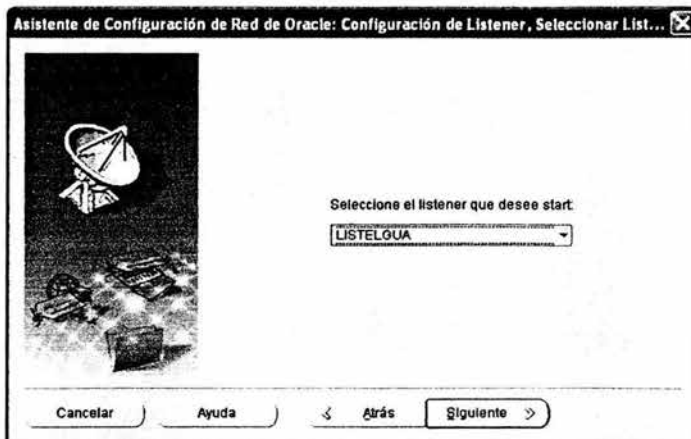 Asistente de Configuración de Red de Oracle: Configuración de Listener, Seleccionar List...
Seleccione el listener que desee start:
LISTELGUA
Cancelar
Ayuda
Atrás
Siguiente